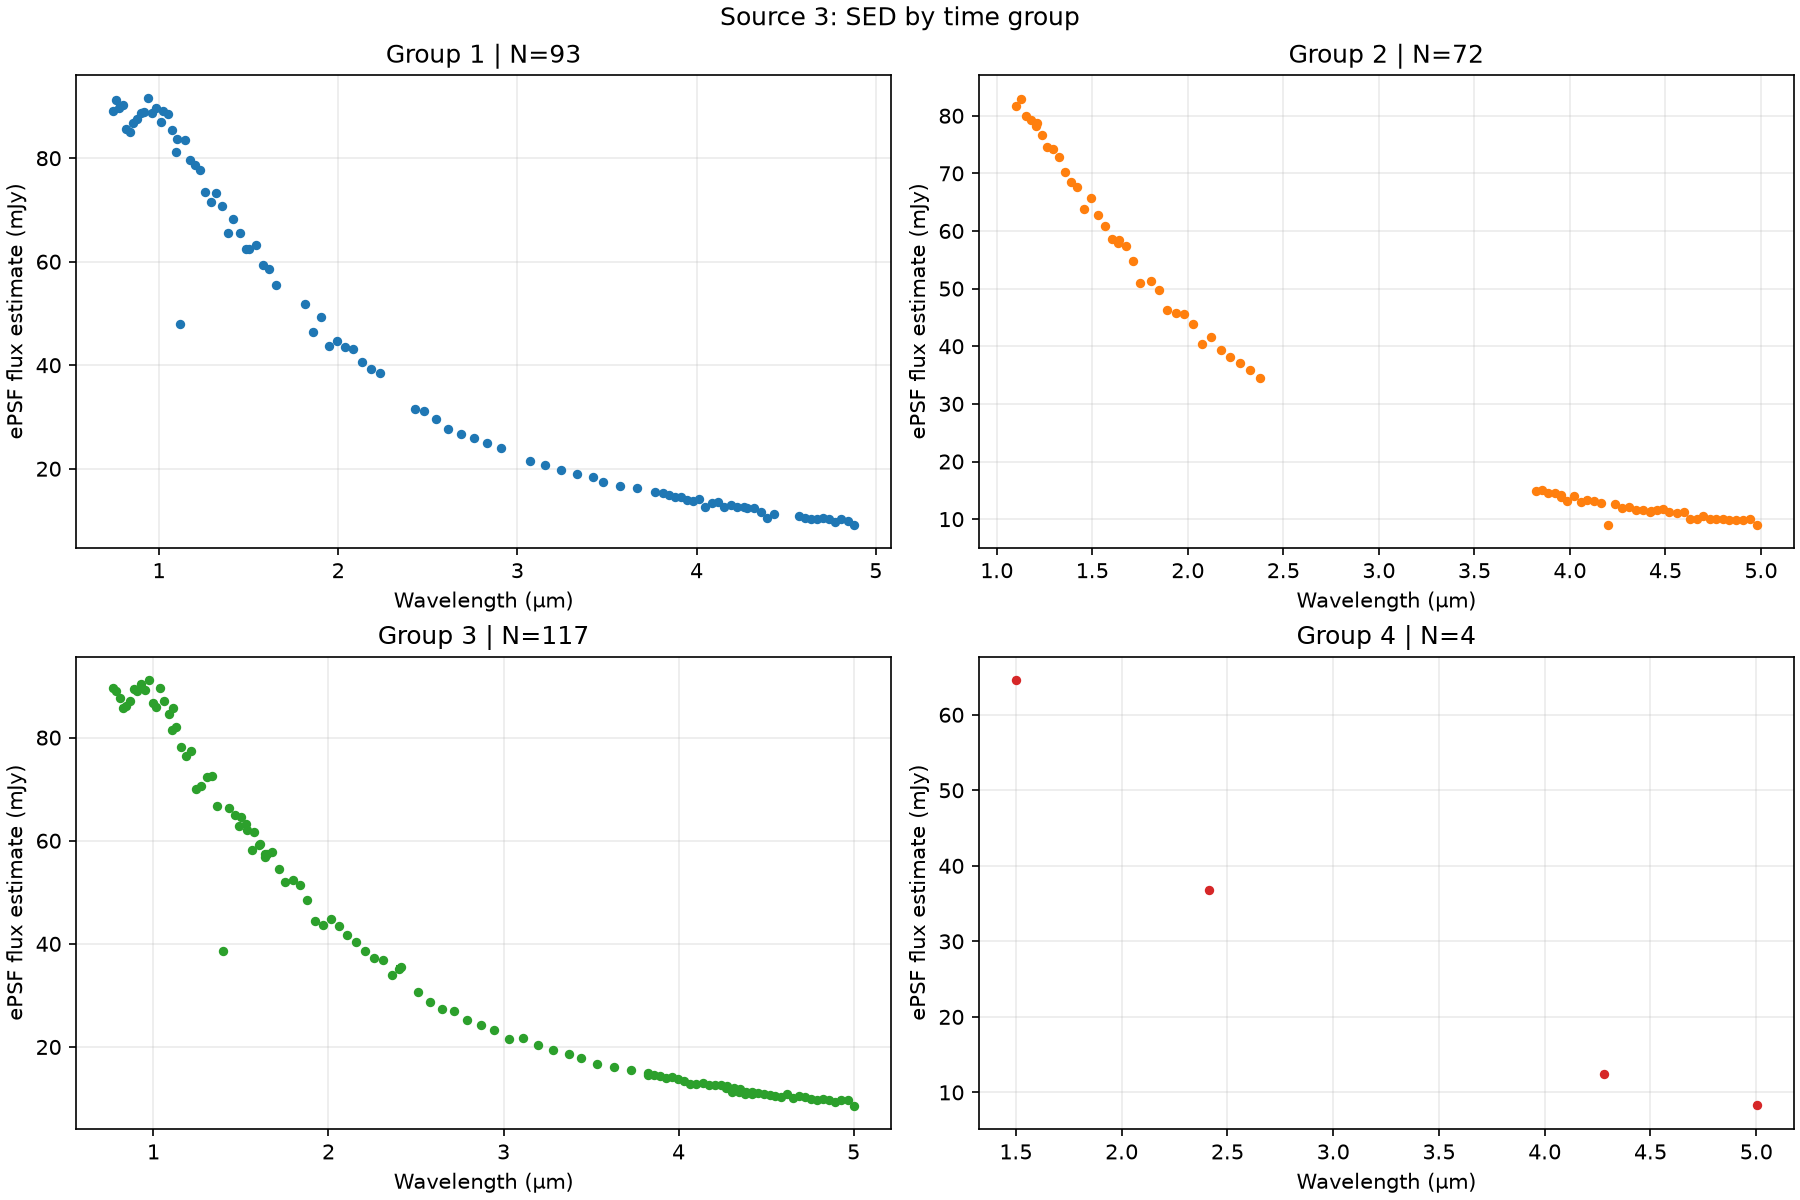 Source 3: SED by time group
Group 1 | N=93
ePSF flux estimate (mJy)
80
60
40
20
1 2 3 4 5
Wavelength (μm)
Group 2 | N=72
ePSF flux estimate (mJy)
80
70
60
50
40
30
20
10
1.0 1.5 2.0 2.5 3.0 3.5 4.0 4.5 5.0
Wavelength (μm)
Group 3 | N=117
ePSF flux estimate (mJy)
80
60
40
20
1 2 3 4 5
Wavelength (μm)
Group 4 | N=4
ePSF flux estimate (mJy)
60
50
40
30
20
10
1.5 2.0 2.5 3.0 3.5 4.0 4.5 5.0
Wavelength (μm)